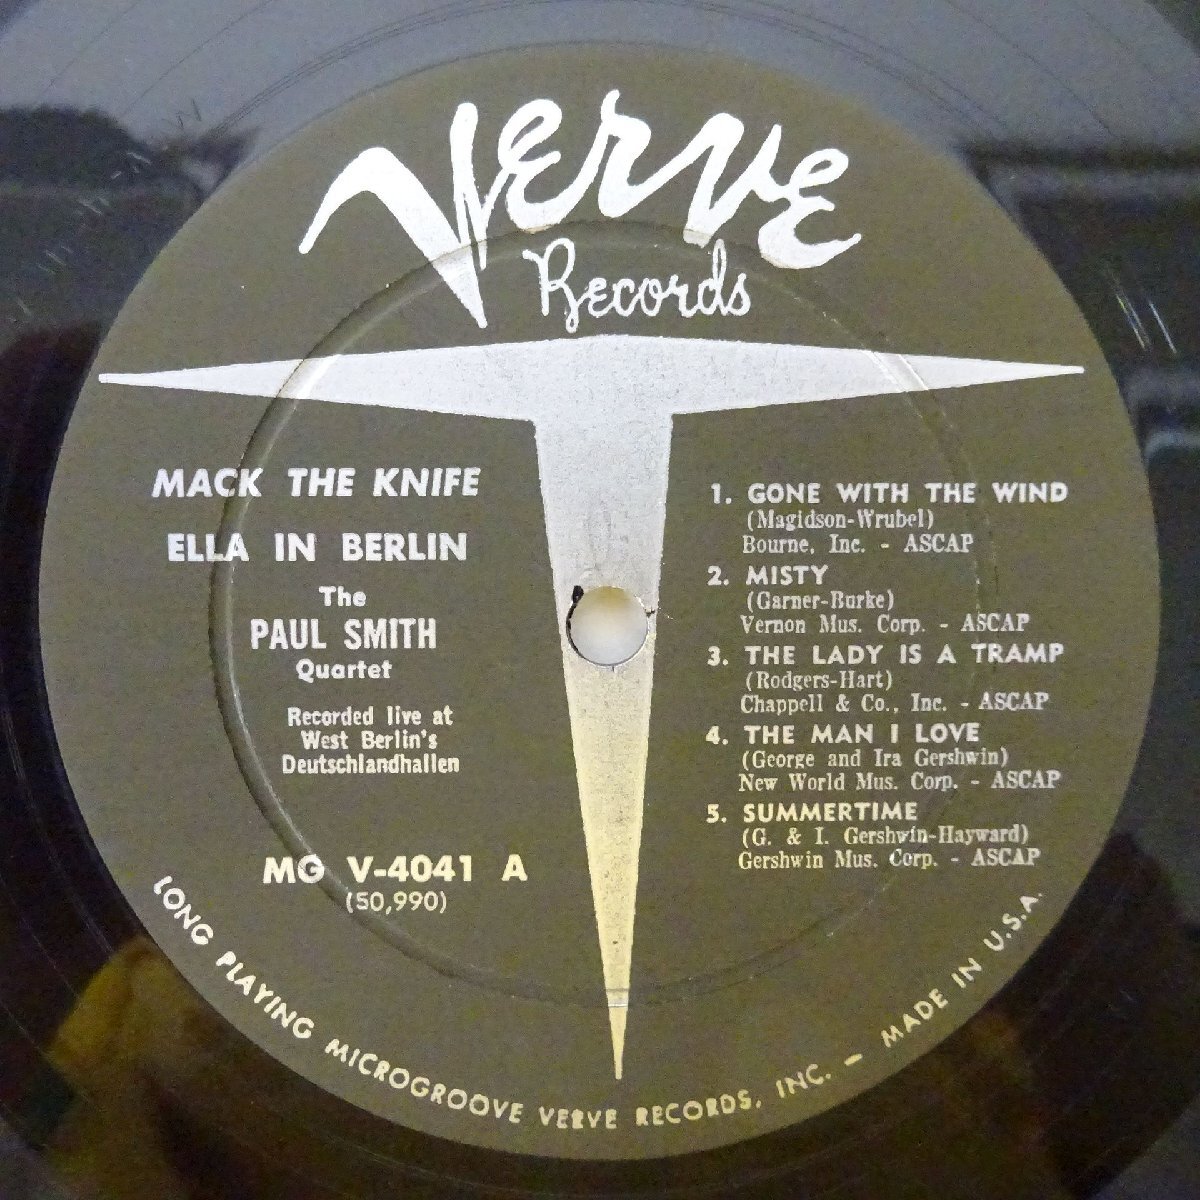 Verve
Records
MACK THE KNIFE
ELLA IN BERLIN
The
PAUL SMITH
Quartet
Recorded live at
West Berlin's
Deutschlandhallen
MG V-4041 A
(50,990)
1. GONE WITH THE WIND
(Magidson-Wrubel)
Bourne, Inc. - ASCAP
2. MISTY
(Garner-Burke)
Vernon Mus. Corp. - ASCAP
3. THE LADY IS A TRAMP
(Rodgers-Hart)
Chappell & Co., Inc. - ASCAP
4. THE MAN I LOVE
(George and Ira Gershwin)
New World Mus. Corp. - ASCAP
5. SUMMERTIME
(G. & I. Gershwin-Hayward)
Gershwin Mus. Corp. - ASCAP
LONG PLAYING MICROGROOVE VERVE RECORDS, INC. - MADE IN U.S.A.